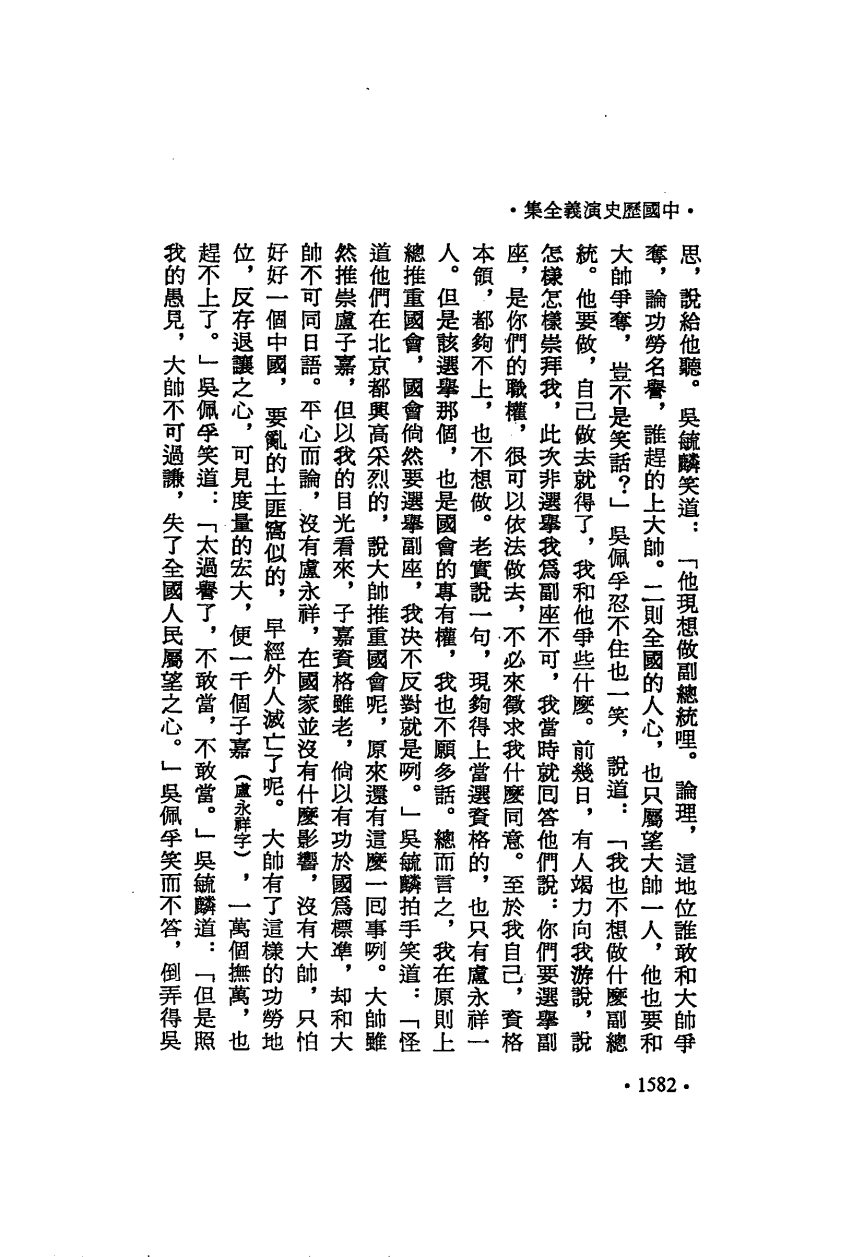 •中國歷史演義全集•
思，說給他聽。吳毓麟笑道：「他現想做副總統哩。論理，這地位誰敢和大帥爭
奪，論功勞名譽，誰趕的上大帥。二則全國的人心，也只屬望大帥一人，他也要和
大帥爭奪，豈不是笑話？」吳佩孚忍不住也一笑，說道：「我也不想做什麼副總
統。他要做，自己做去就得了，我和他爭些什麼。前幾日，有人竭力向我游說，說
怎樣怎樣崇拜我，此次非選舉我爲副座不可，我當時就回答他們說：你們要選舉副
座，是你們的職權，很可以依法做去，不必來徵求我什麼同意。至於我自己，資格
本領，都夠不上，也不想做。老實說一句，現夠得上當選資格的，也只有盧永祥一
人。但是該選舉那個，也是國會的專有權，我也不願多話。總而言之，我在原則上
總推重國會，國會倘然要選舉副座，我決不反對就是咧。」吳毓麟拍手笑道：「怪
道他們在北京都興高采烈的，說大帥推重國會呢，原來還有這麼一回事咧。大帥雖
然推崇盧子嘉，但以我的目光看來，子嘉資格雖老，倘以有功於國爲標準，却和大
帥不可同日語。平心而論，沒有盧永祥，在國家並沒有什麼影響，沒有大帥，只怕
好好一個中國，要亂的土匪窩似的，早經外人滅亡了呢。大帥有了這樣的功勞地
位，反存退讓之心，可見度量的宏大，便一千個子嘉（盧永祥字），一萬個撫萬，也
趕不上了。」吳佩孚笑道：「太過譽了，不敢當，不敢當。」吳毓麟道：「但是照
我的愚見，大帥不可過謙，失了全國人民屬望之心。」吳佩孚笑而不答，倒弄得吳
•1582•